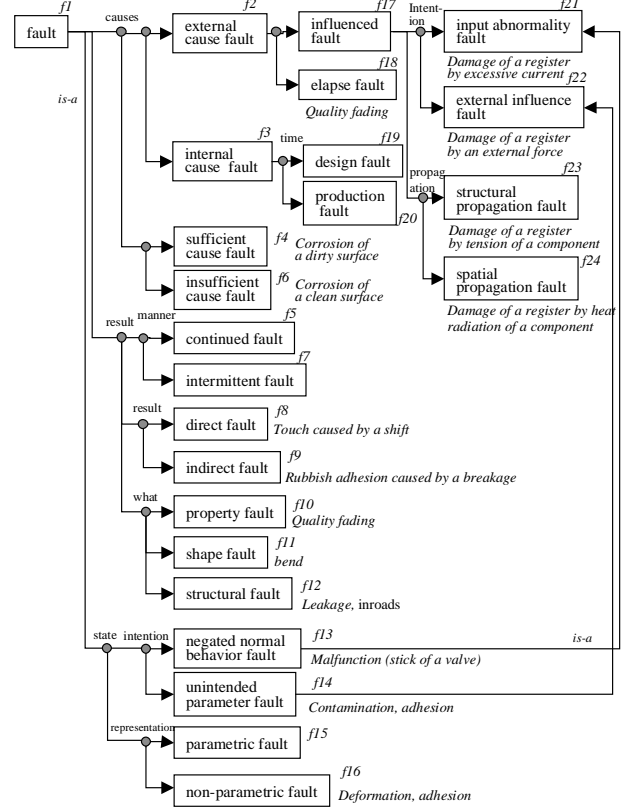 f1
causes
f2
f17
Intent-
ion
f21
fault
external
cause fault
influenced
fault
input abnormality
fault
f18
elapse fault
Quality fading
Damage of a register
by excessive current
f22
external influence
fault
Damage of a register
by an external force
is-a
f3
time
f19
internal
cause fault
design fault
production
fault
f20
propag
ation
f23
structural
propagation fault
Damage of a register
by tension of a component
f24
spatial
propagation fault
Damage of a register by heat
radiation of a component
sufficient
cause fault
f4
Corrosion of
a dirty surface
insufficient
cause fault
f6
Corrosion of
a clean surface
result
manner
f5
continued fault
f7
intermittent fault
result
f8
direct fault
Touch caused by a shift
f9
indirect fault
Rubbish adhesion caused by a breakage
what
f10
property fault
Quality fading
f11
shape fault
bend
f12
structural fault
Leakage, inroads
state
intention
negated normal
behavior fault
f13
is-a
Malfunction (stick of a valve)
unintended
parameter fault
f14
Contamination, adhesion
representation
f15
parametric fault
f16
non-parametric fault
Deformation, adhesion